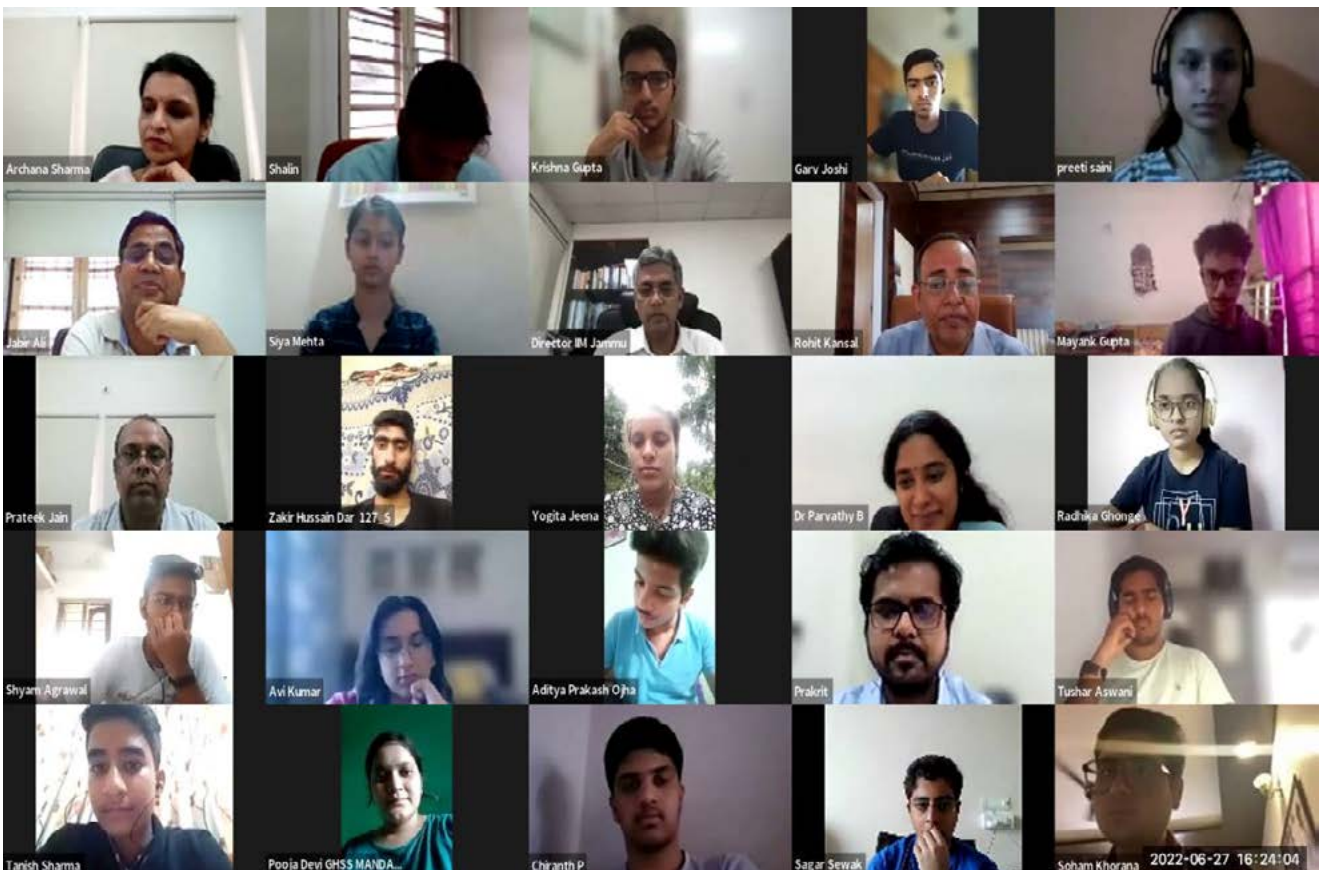 Archana Sharma
Shalin
Krishna Gupta
Garv Joshi
preeti saini
Jabir Ali
Siya Mehta
Director IIM Jammu
Rohit Kansal
Mayank Gupta
Prateek Jain
Zakir Hussain Dar 127_S
Yogita Jeena
Dr Parvathy B
Radhika Ghonge
Shyam Agrawal
Avi Kumar
Aditya Prakash Ojha
Prakrit
Tushar Aswani
Tanish Sharma
Pooja Devi GHSS MANDA...
Chiranth P
Sagar Sewak
Soham Khorana
2022-06-27 16:24:04